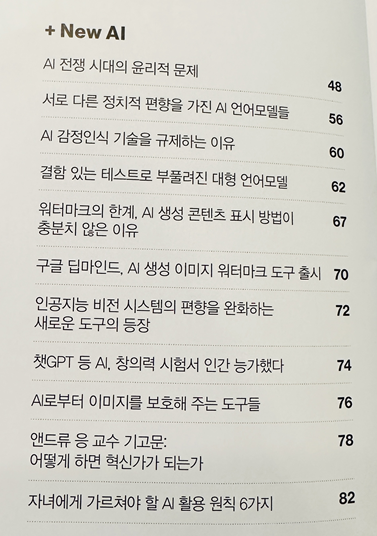 + New AI
AI 전쟁 시대의 윤리적 문제 48
서로 다른 정치적 편향을 가진 AI 언어모델들 56
AI 감정인식 기술을 규제하는 이유 60
결함 있는 테스트로 부풀려진 대형 언어모델 62
워터마크의 한계, AI 생성 콘텐츠 표시 방법이 67
충분치 않은 이유
구글 딥마인드, AI 생성 이미지 워터마크 도구 출시 70
인공지능 비전 시스템의 편향을 완화하는 72
새로운 도구의 등장
챗GPT 등 AI, 창의력 시험서 인간 능가했다 74
AI로부터 이미지를 보호해 주는 도구들 76
앤드류 응 교수 기고문: 78
어떻게 하면 혁신가가 되는가
자녀에게 가르쳐야 할 AI 활용 원칙 6가지 82